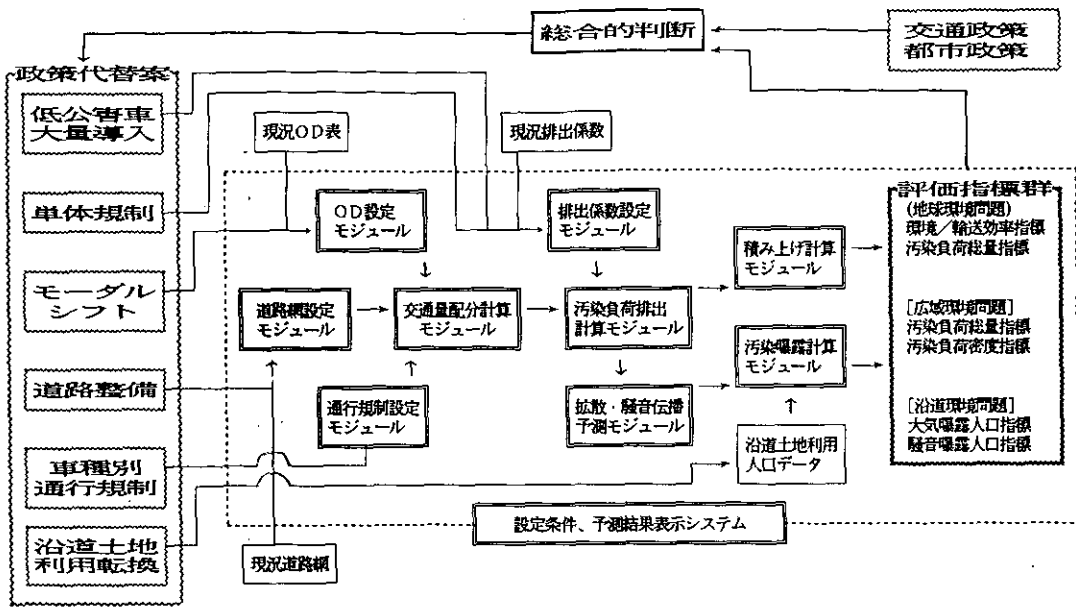 総合的判断
交通政策
都市政策
政策代替案
低公害車
大量導入
単体規制
モーダル
シフト
道路整備
車種別
通行規制
沿道土地
利用転換
現況OD表
現況排出係数
OD設定
モジュール
排出係数設定
モジュール
道路網設定
モジュール
交通量配分計算
モジュール
汚染負荷排出
計算モジュール
積み上げ計算
モジュール
汚染曝露計算
モジュール
通行規制設定
モジュール
拡散・騒音伝播
予測モジュール
沿道土地利用
人口データ
評価指標群
(地球環境問題)
環境／輸送効率指標
汚染負荷総量指標
[広域環境問題]
汚染負荷総量指標
汚染負荷密度指標
[沿道環境問題]
大気曝露人口指標
騒音曝露人口指標
設定条件、予測結果表示システム
現況道路網